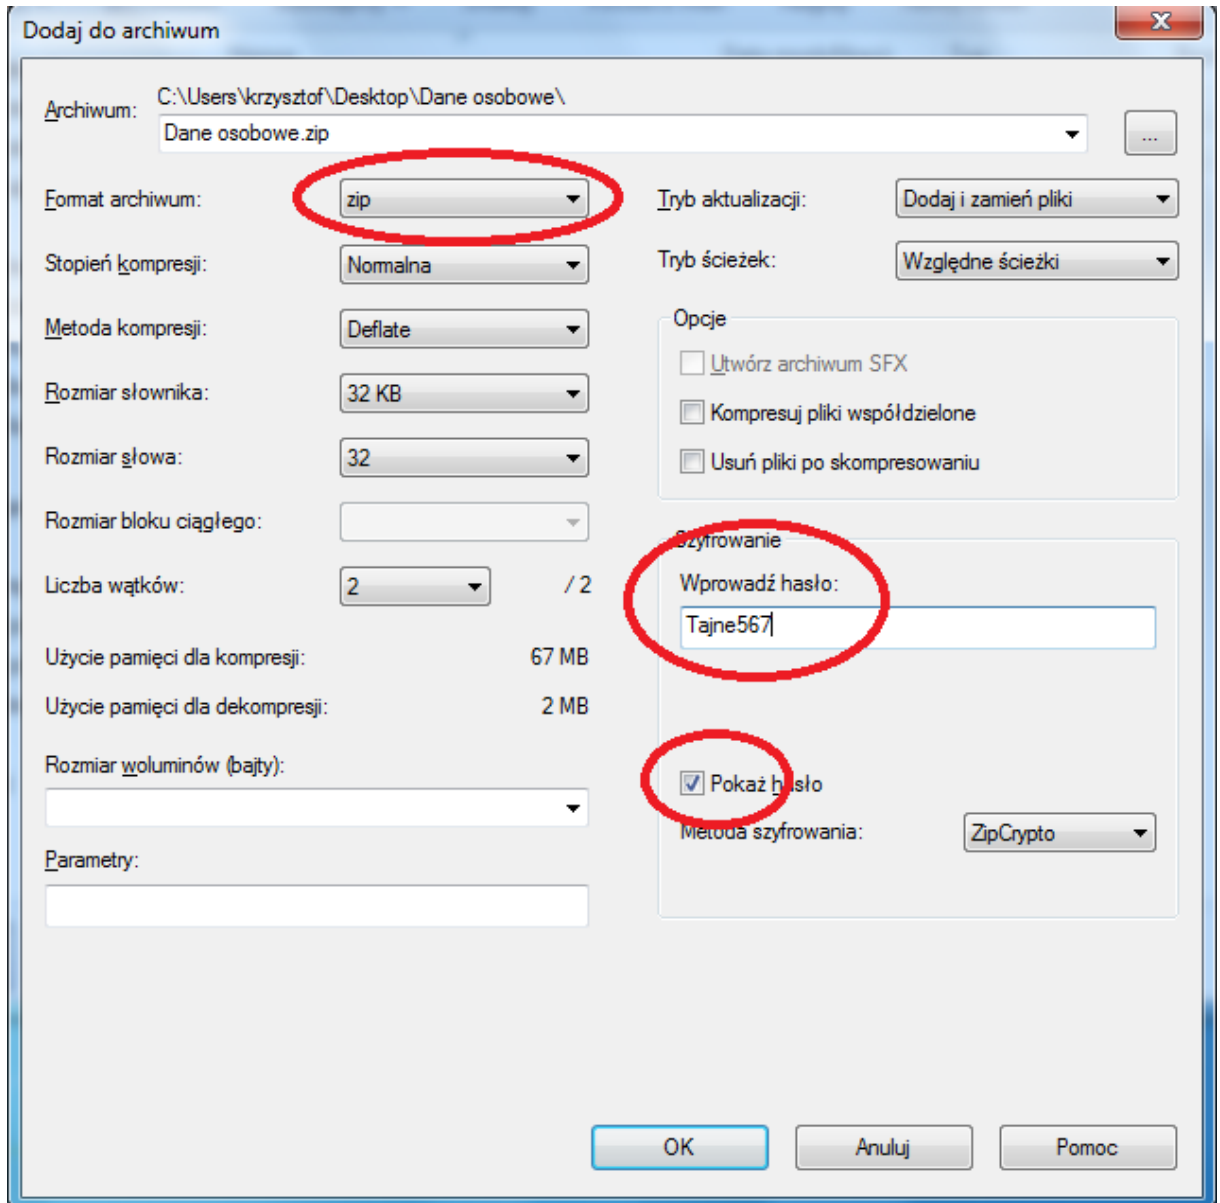 Dodaj do archiwum
Archiwum:
C:\Users\krzysztof\Desktop\Dane osobowe\
Dane osobowe.zip
...
Format archiwum:
zip
Stopień kompresji:
Normalna
Metoda kompresji:
Deflate
Rozmiar słownika:
32 KB
Rozmiar słowa:
32
Rozmiar bloku ciągłego:
Liczba wątków:
2
/ 2
Użycie pamięci dla kompresji:
67 MB
Użycie pamięci dla dekompresji:
2 MB
Rozmiar woluminów (bajty):
Parametry:
Tryb aktualizacji:
Dodaj i zamień pliki
Tryb ścieżek:
Względne ścieżki
Opcje
Utwórz archiwum SFX
Kompresuj pliki współdzielone
Usuń pliki po skompresowaniu
Szyfrowanie
Wprowadź hasło:
Tajne567
Pokaż hasło
Metoda szyfrowania:
ZipCrypto
OK
Anuluj
Pomoc